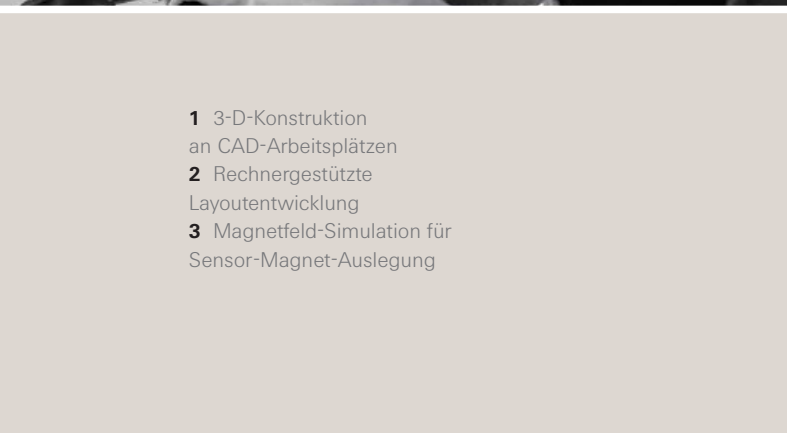 1 3-D-Konstruktion
an CAD-Arbeitsplätzen
2 Rechnergestützte
Layoutentwicklung
3 Magnetfeld-Simulation für
Sensor-Magnet-Auslegung